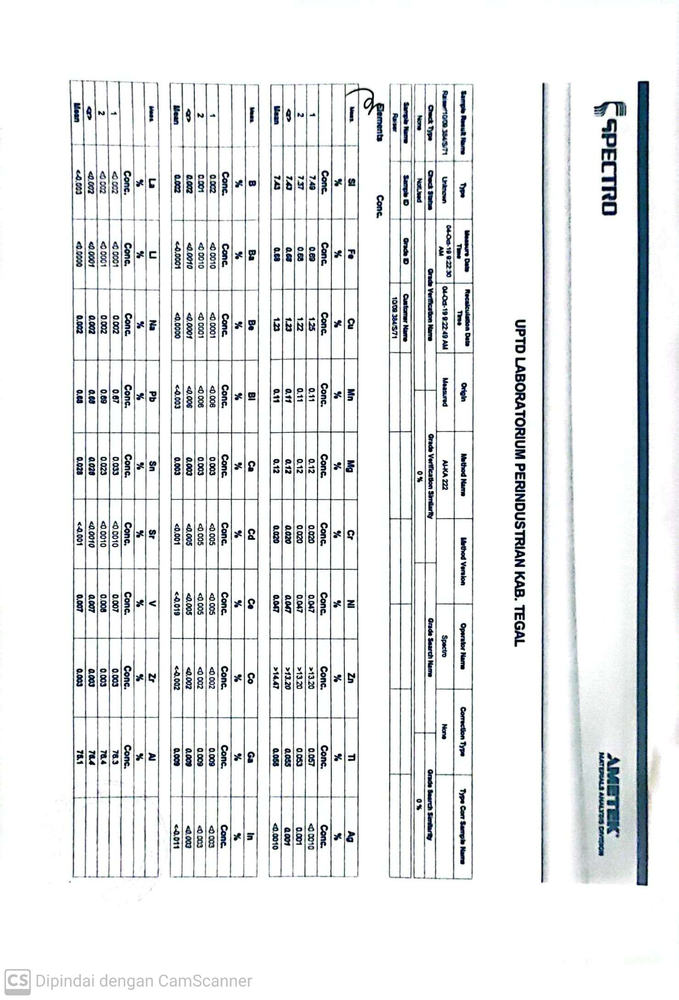 SPECTRO
AMETEK
MATERIALS ANALYSIS DIVISION
UPTD LABORATORIUM PERINDUSTRIAN KAB. TEGAL
Sample Result Name Type Measure Date Time Recalculation Date Time Origin Method Name Method Version Operator Name Correction Type Type Corr Sample Name
Raiser/10/09 384/S/71 Unknown 04-Oct-19 9:22:30 AM 04-Oct-19 9:22:49 AM Measured Al-KA 222 Spectro None
Check Type Check Status Grade Verification Name Grade Verification Similarity Grade Search Name Grade Search Similarity
None NotUsed 0 % 0 %
Sample Name Sample ID Grade ID Customer Name
Raiser 10/09 384/S/71
Elements Conc.
Meas. Si Fe Cu Mn Mg Cr Ni Zn Ti Ag
% % % % % % % % % %
Conc. Conc. Conc. Conc. Conc. Conc. Conc. Conc. Conc. Conc.
1 7.49 0.69 1.25 0.11 0.12 0.020 0.047 >13.20 0.057 <0.0010
2 7.37 0.68 1.22 0.11 0.12 0.020 0.047 >13.20 0.053 0.001
<x> 7.43 0.68 1.23 0.11 0.12 0.020 0.047 >13.20 0.055 0.001
Mean 7.43 0.68 1.23 0.11 0.12 0.020 0.047 >14.47 0.055 <0.0010
Meas. B Ba Be Bi Ca Cd Ce Co Ga In
% % % % % % % % % %
Conc. Conc. Conc. Conc. Conc. Conc. Conc. Conc. Conc. Conc.
1 0.002 <0.0010 <0.0001 <0.006 0.003 <0.005 <0.005 <0.002 0.009 <0.003
2 0.001 <0.0010 <0.0001 <0.006 0.003 <0.005 <0.005 <0.002 0.009 <0.003
<x> 0.002 <0.0010 <0.0001 <0.006 0.003 <0.005 <0.005 <0.002 0.009 <0.003
Mean 0.002 <-0.0001 <0.0000 <-0.003 0.003 <0.001 <-0.019 <-0.002 0.009 <-0.011
Meas. La Li Na Pb Sn Sr V Zr Al
% % % % % % % % %
Conc. Conc. Conc. Conc. Conc. Conc. Conc. Conc. Conc.
1 <0.002 <0.0001 0.002 0.67 0.033 <0.0010 0.007 0.003 76.3
2 <0.002 <0.0001 0.002 0.69 0.023 <0.0010 0.008 0.003 76.4
<x> <0.002 <0.0001 0.002 0.68 0.028 <0.0010 0.007 0.003 76.4
Mean <-0.003 <0.0000 0.002 0.68 0.028 <-0.001 0.007 0.003 75.1
CS Dipindai dengan CamScanner